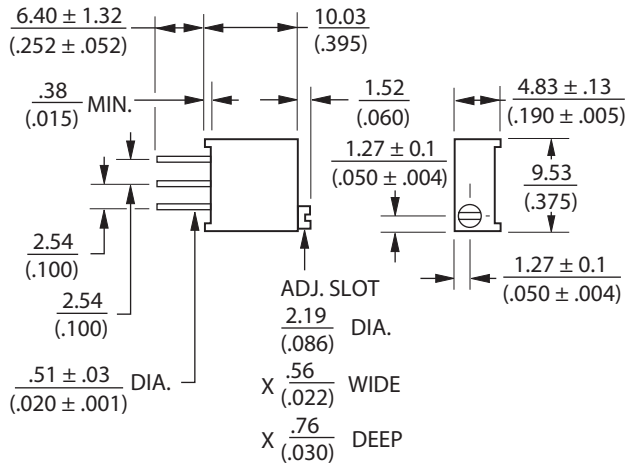 6.40 ± 1.32
(.252 ± .052)
10.03
(.395)
.38
(.015)
MIN.
1.52
(.060)
4.83 ± .13
(.190 ± .005)
1.27 ± 0.1
(.050 ± .004)
9.53
(.375)
2.54
(.100)
1.27 ± 0.1
(.050 ± .004)
2.54
(.100)
ADJ. SLOT
2.19
(.086)
DIA.
.51 ± .03
(.020 ± .001)
DIA.
X .56
(.022)
WIDE
X .76
(.030)
DEEP